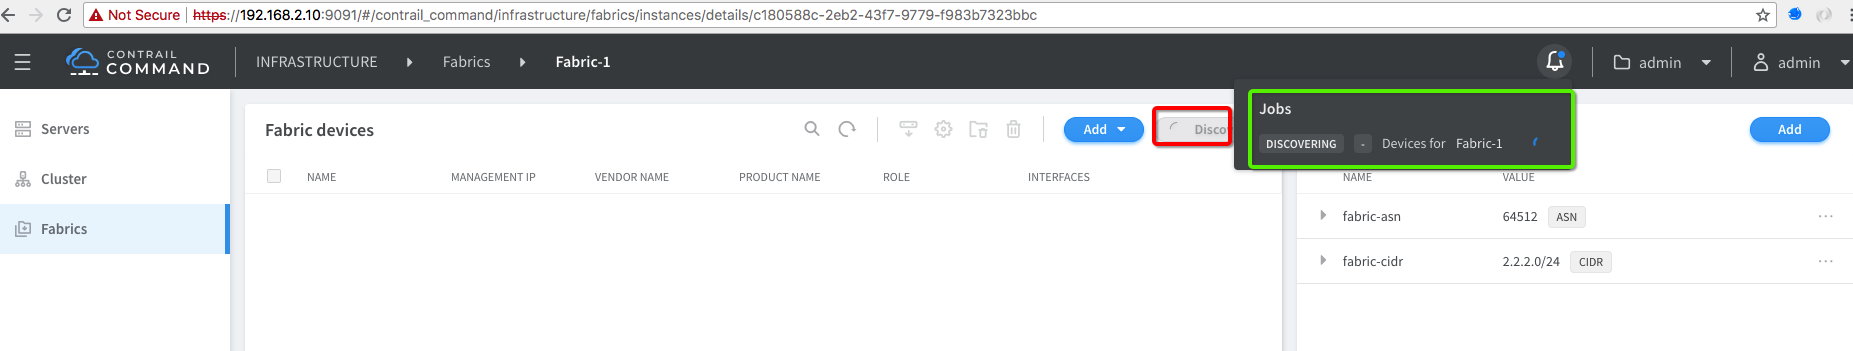 Not Secure https://192.168.2.10:9091/#/contrail_command/infrastructure/fabrics/instances/details/c180588c-2eb2-43f7-9779-f983b7323bbc
CONTRAIL
COMMAND
INFRASTRUCTURE Fabrics Fabric-1
admin admin
Servers
Cluster
Fabrics
Fabric devices
Add Discov
Jobs
DISCOVERING - Devices for Fabric-1
Add
NAME MANAGEMENT IP VENDOR NAME PRODUCT NAME ROLE INTERFACES
NAME VALUE
fabric-asn 64512 ASN
fabric-cidr 2.2.2.0/24 CIDR